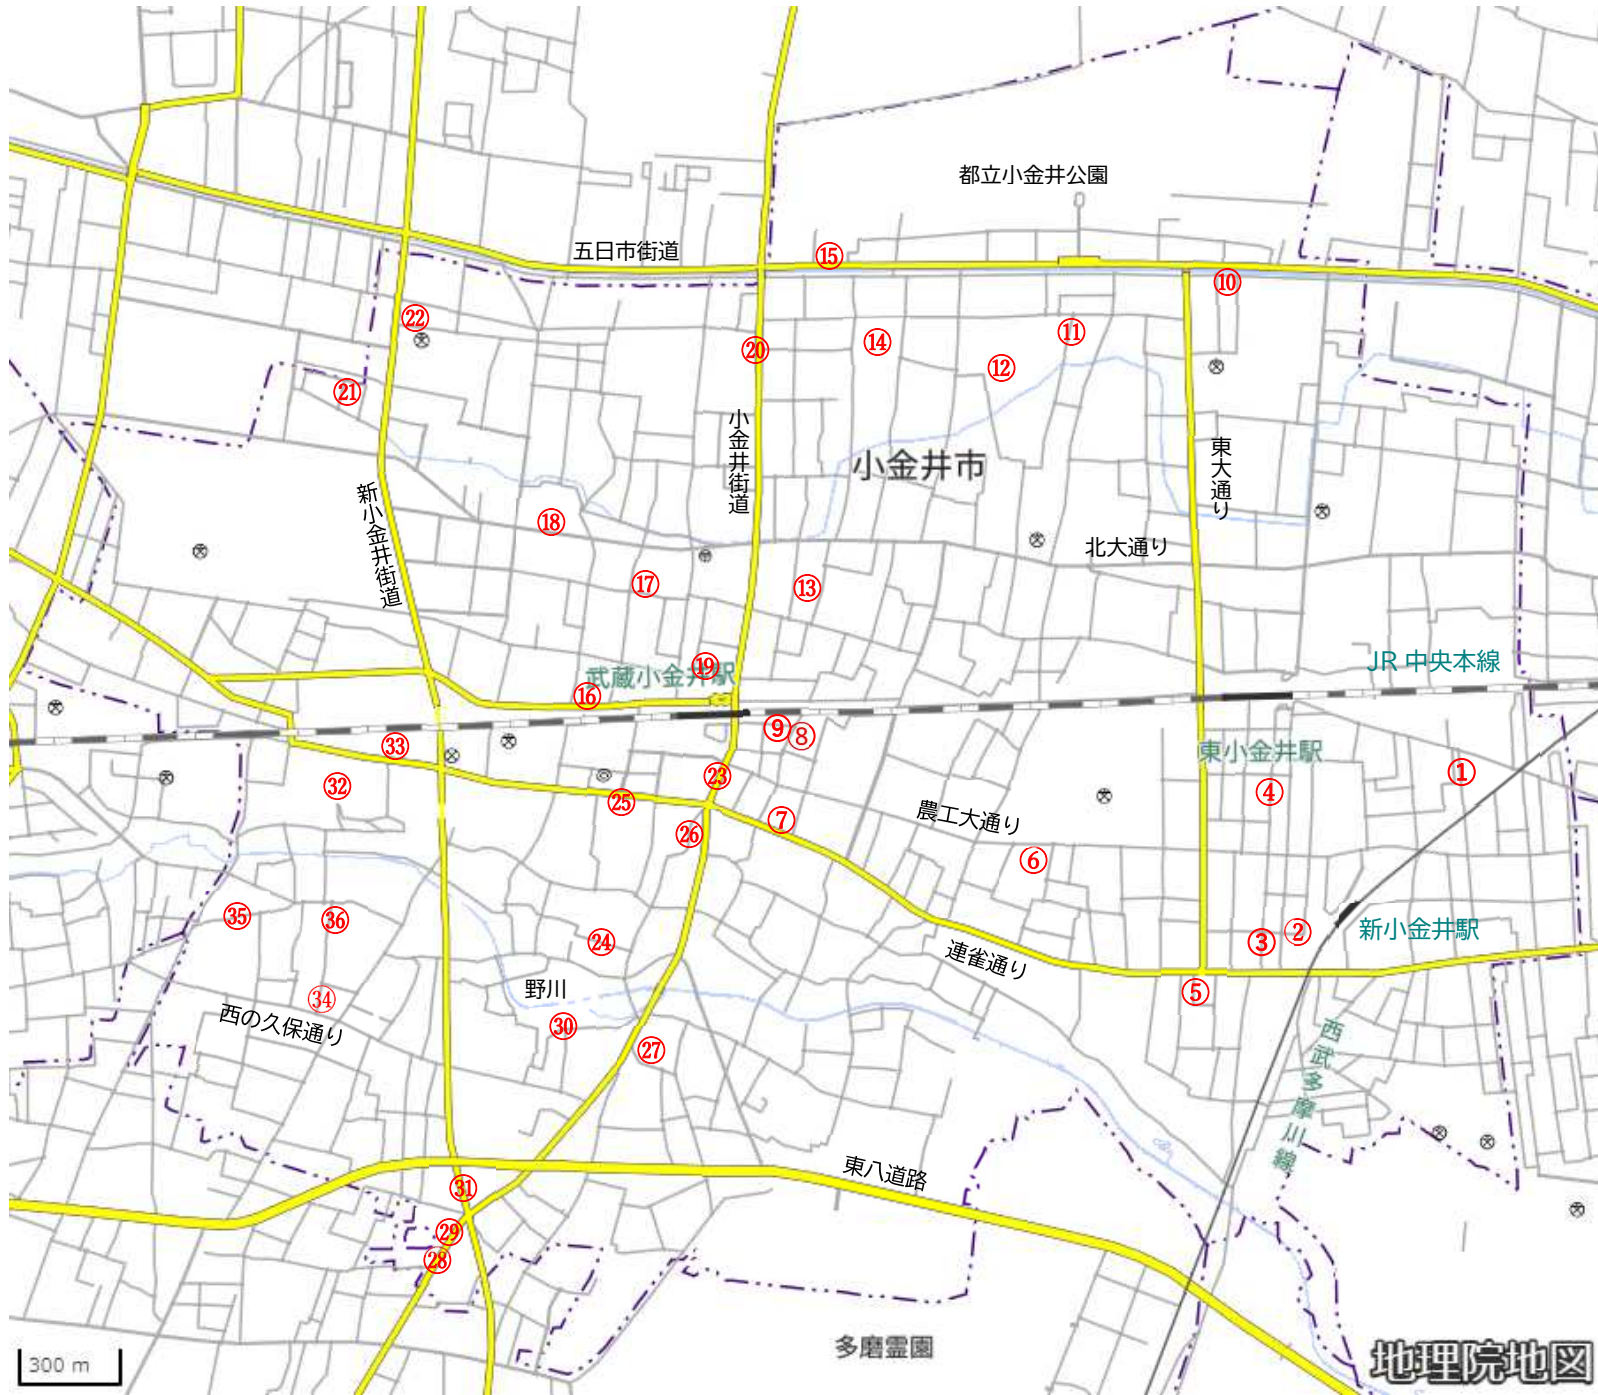 都立小金井公園
五日市街道
⑮
⑩
㉒
⑪
⑭
⑳
⑫
㉑
小金井街道
小金井市
東大通り
新小金井街道
⑱
北大通り
⑰
⑬
JR 中央本線
⑲
武蔵小金井駅
⑯
⑨
⑧
㉝
東小金井駅
①
㉓
㉜
④
㉕
⑦
農工大通り
㉖
⑥
㉟
㊱
㉔
③
②
新小金井駅
連雀通り
野川
⑤
㉞
西の久保通り
㉚
㉗
西武多摩川線
東八道路
㉛
㉙
㉘
多磨霊園
300 m
地理院地図